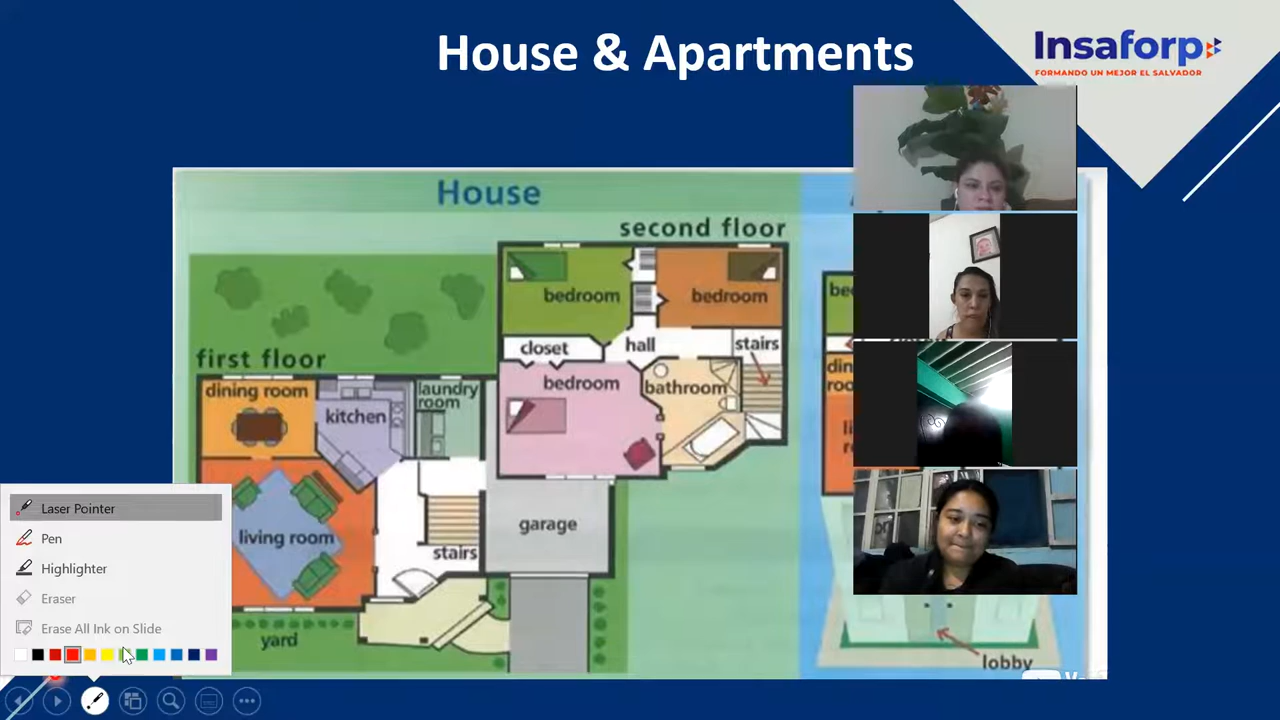 House & Apartments
Insaforp
FORMANDO UN MEJOR EL SALVADOR
House
second floor
bedroom
bedroom
closet
hall
stairs
bedroom
bathroom
first floor
dining room
kitchen
laundry
room
living room
stairs
garage
yard
lobby
Laser Pointer
Pen
Highlighter
Eraser
Erase All Ink on Slide